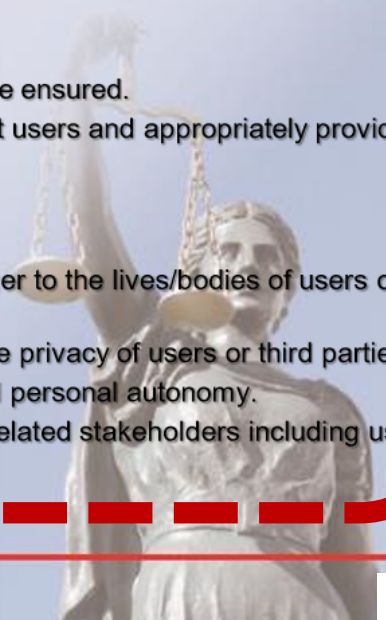 e ensured.
t users and appropriately provid
er to the lives/bodies of users o
e privacy of users or third partie
personal autonomy.
elated stakeholders including us